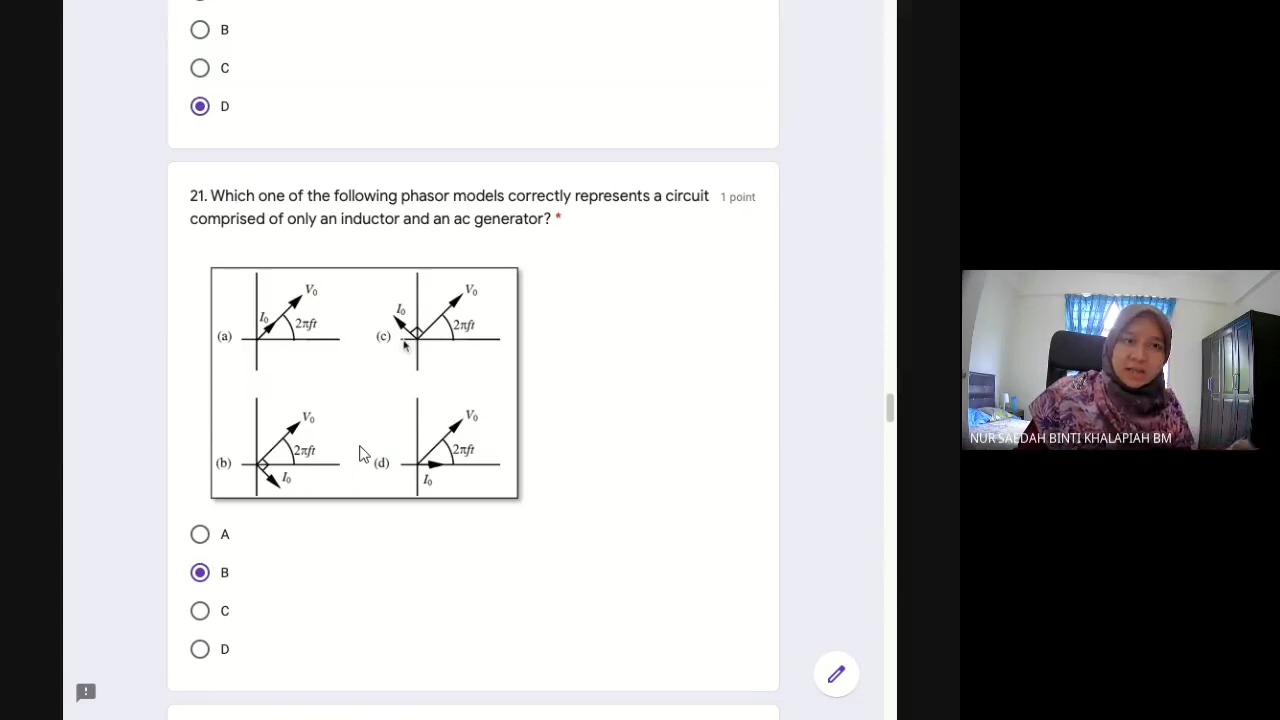 B
C
D
21. Which one of the following phasor models correctly represents a circuit
comprised of only an inductor and an ac generator? *
1 point
(a) I₀ V₀ 2πft
(c) I₀ V₀ 2πft
(b) V₀ 2πft I₀
(d) V₀ 2πft I₀
A
B
C
D
NUR SAEDAH BINTI KHALAPIAH BM